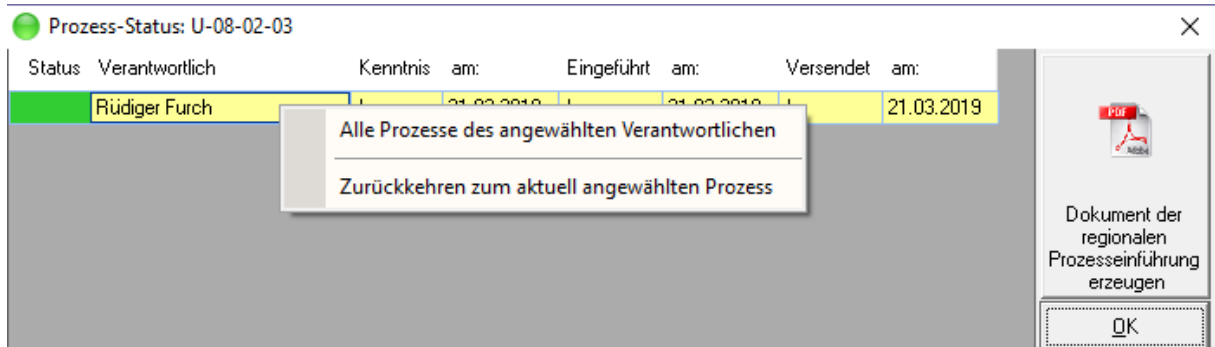 Prozess-Status: U-08-02-03
Status Verantwortlich Kenntnis am: Eingeführt am: Versendet am:
Rüdiger Furch 21.03.2019
Alle Prozesse des angewählten Verantwortlichen
Zurückkehren zum aktuell angewählten Prozess
PDF
Adobe
Dokument der
regionalen
Prozesseinführung
erzeugen
OK